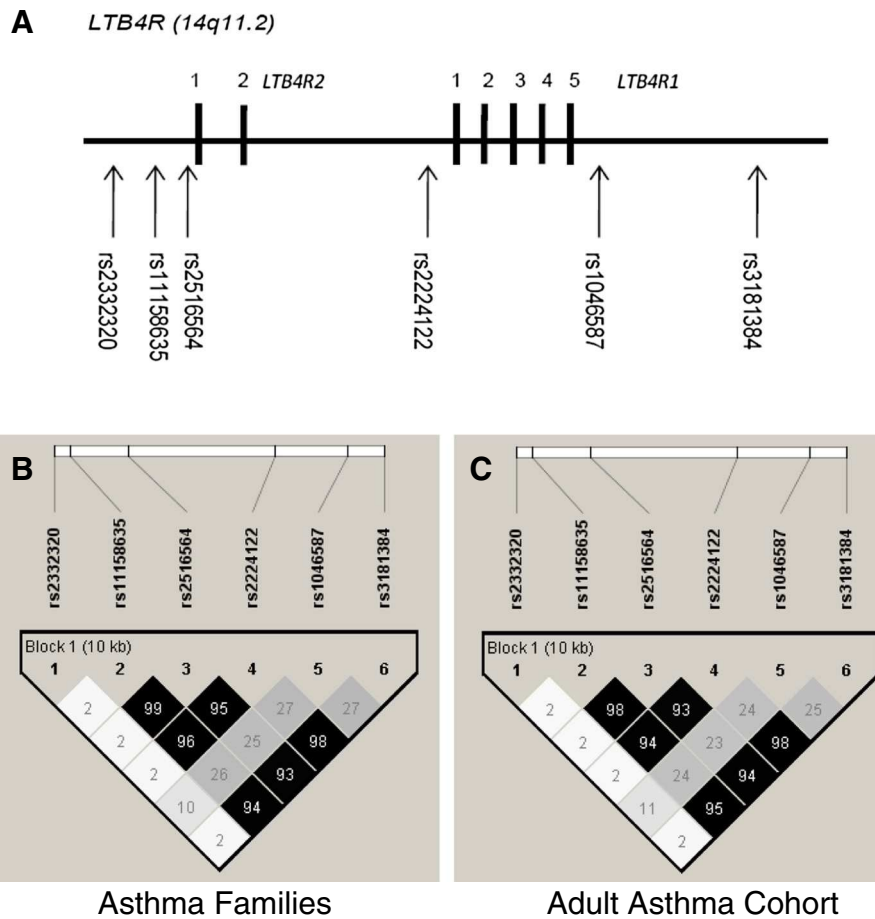 A
LTB4R (14q11.2)
1 2 LTB4R2 1 2 3 4 5 LTB4R1
rs2332320
rs11158635
rs2516564
rs2224122
rs1046587
rs3181384
B
rs2332320
rs11158635
rs2516564
rs2224122
rs1046587
rs3181384
Block 1 (10 kb)
1 2 3 4 5 6
2 99 95 27 27
2 96 25 98
2 26 93
10 94
2
Asthma Families
C
rs2332320
rs11158635
rs2516564
rs2224122
rs1046587
rs3181384
Block 1 (10 kb)
1 2 3 4 5 6
2 98 93 24 25
2 94 23 98
2 24 94
11 95
2
Adult Asthma Cohort